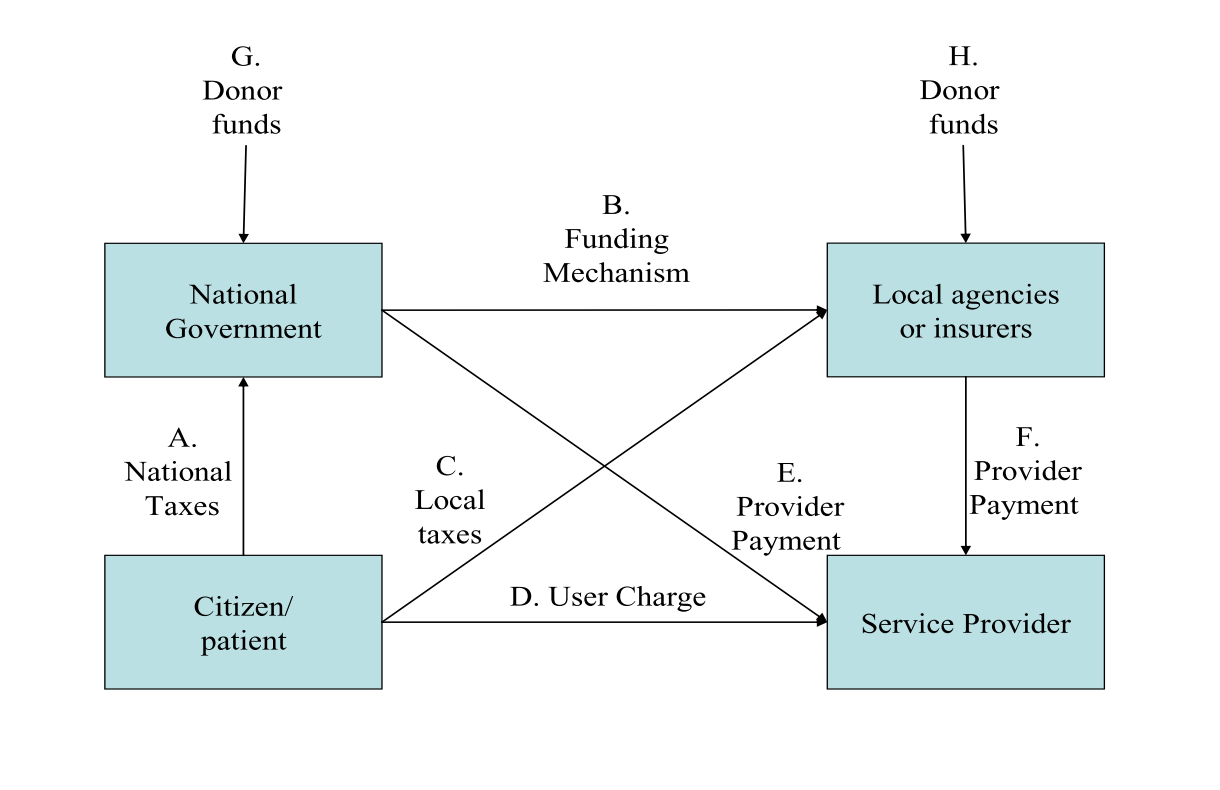 G.
Donor
funds
H.
Donor
funds
B.
Funding
Mechanism
National
Government
Local agencies
or insurers
A.
National
Taxes
C.
Local
taxes
E.
Provider
Payment
F.
Provider
Payment
D. User Charge
Citizen/
patient
Service Provider